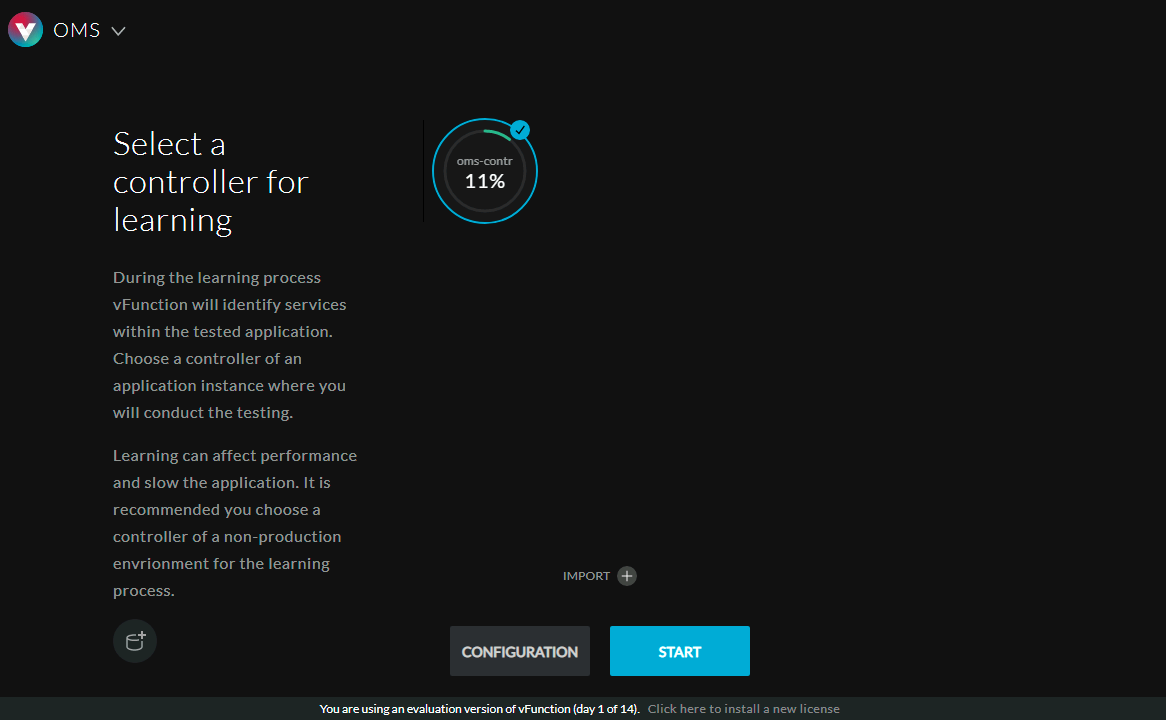 OMS
Select a
controller for
learning
oms-contr
11%
During the learning process
vFunction will identify services
within the tested application.
Choose a controller of an
application instance where you
will conduct the testing.
Learning can affect performance
and slow the application. It is
recommended you choose a
controller of a non-production
envrionment for the learning
process.
IMPORT
CONFIGURATION
START
You are using an evaluation version of vFunction (day 1 of 14). Click here to install a new license